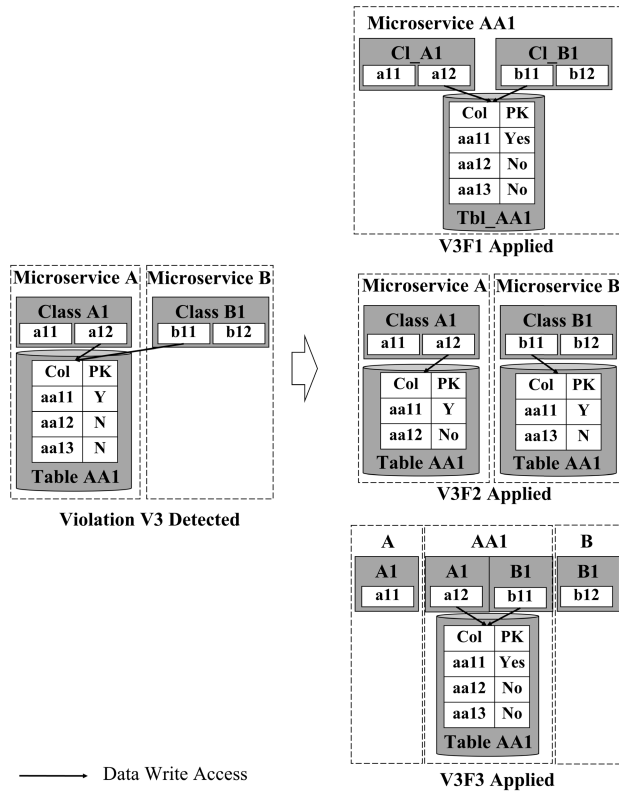 Microservice AA1
Cl_A1 Cl_B1
a11 a12 b11 b12
Col PK
aa11 Yes
aa12 No
aa13 No
Tbl_AA1
V3F1 Applied
Microservice A Microservice B
Class A1 Class B1
a11 a12 b11 b12
Col PK
aa11 Y
aa12 N
aa13 N
Table AA1
Violation V3 Detected
Microservice A Microservice B
Class A1 Class B1
a11 a12 b11 b12
Col PK Col PK
aa11 Y aa11 Y
aa12 No aa13 N
Table AA1 Table AA1
V3F2 Applied
A AA1 B
A1 A1 B1 B1
a11 a12 b11 b12
Col PK
aa11 Yes
aa12 No
aa13 No
Table AA1
V3F3 Applied
Data Write Access